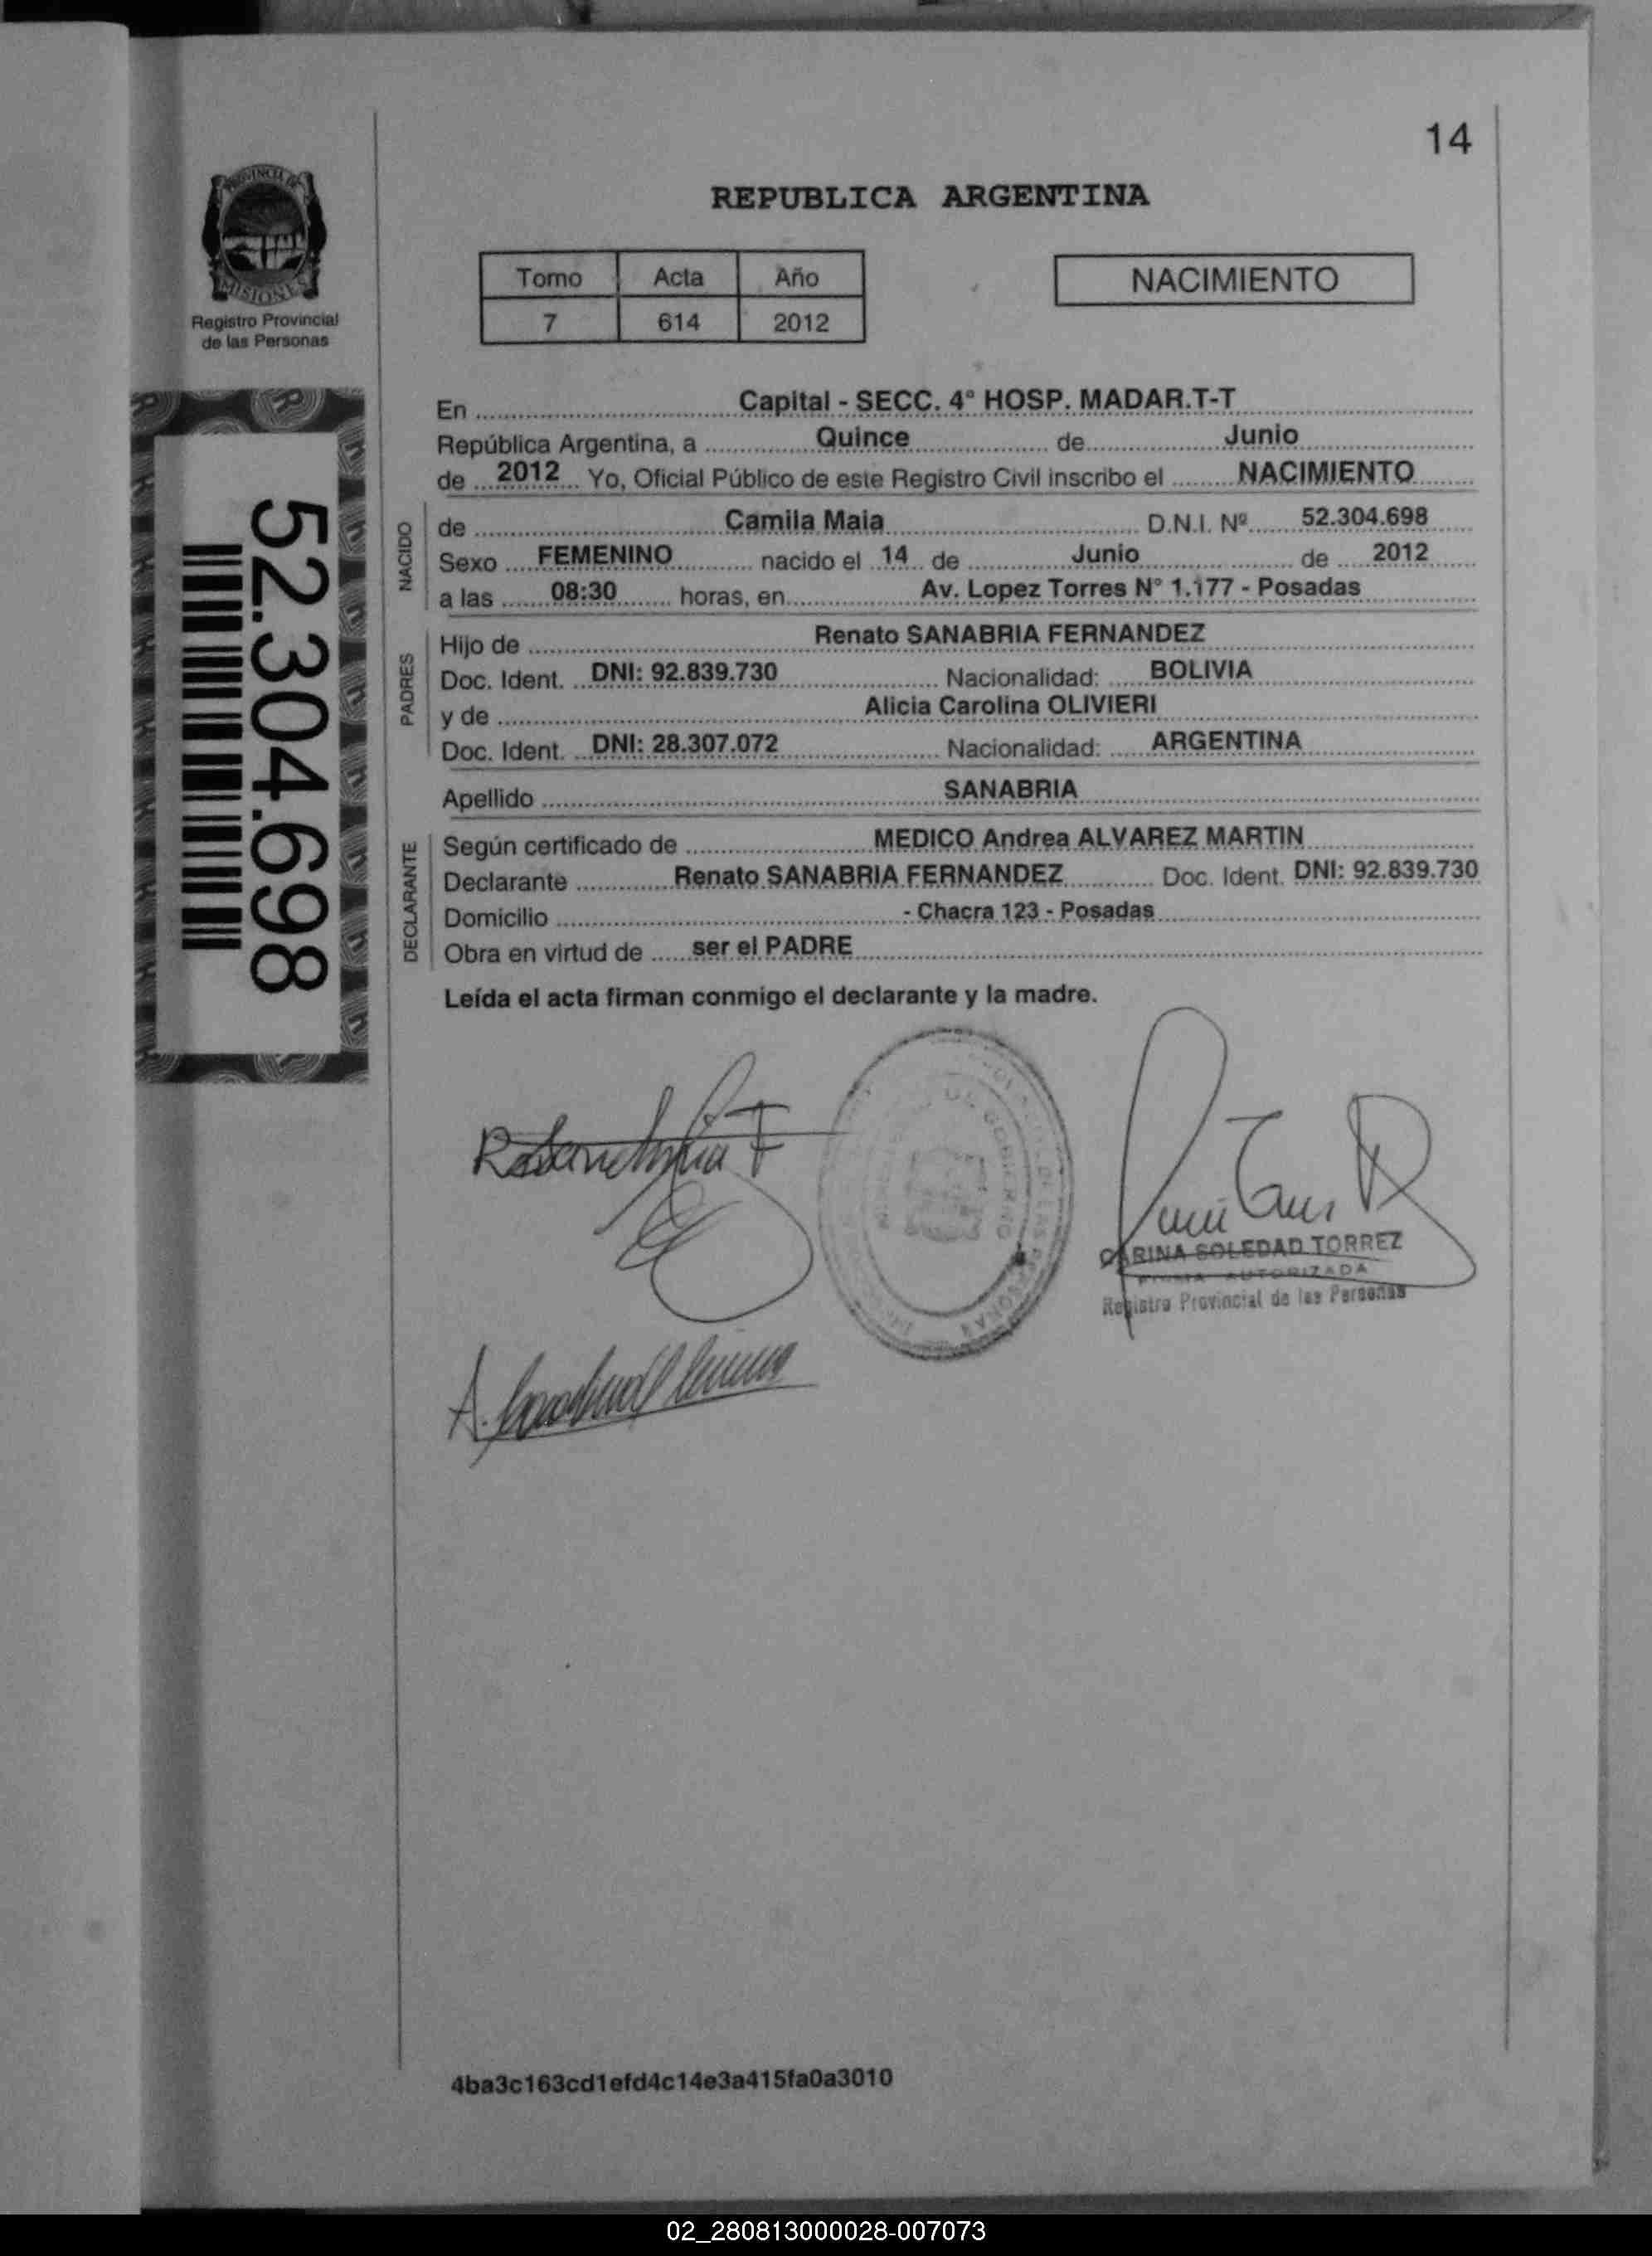 14
PROVINCIA DE
MISIONES
Registro Provincial
de las Personas
REPUBLICA ARGENTINA
Tomo Acta Año
7 614 2012
NACIMIENTO
52.304.698
En ........ Capital - SECC. 4ª HOSP. MADAR.T-T
República Argentina, a ........ Quince ........ de ........ Junio
de ... 2012 ... Yo, Oficial Público de este Registro Civil inscribo el ........ NACIMIENTO
NACIDO
de ........ Camila Maia ........ D.N.I. Nº ...... 52.304.698
Sexo ..... FEMENINO ........ nacido el .. 14 .. de ........ Junio ........ de ..... 2012
a las ....... 08:30 ....... horas, en ........ Av. Lopez Torres N° 1.177 - Posadas
PADRES
Hijo de ........ Renato SANABRIA FERNANDEZ
Doc. Ident. ... DNI: 92.839.730 ........ Nacionalidad: ...... BOLIVIA
y de ........ Alicia Carolina OLIVIERI
Doc. Ident. ... DNI: 28.307.072 ........ Nacionalidad: ...... ARGENTINA
Apellido ........ SANABRIA
DECLARANTE
Según certificado de ........ MEDICO Andrea ALVAREZ MARTIN
Declarante ........ Renato SANABRIA FERNANDEZ ........ Doc. Ident. DNI: 92.839.730
Domicilio ........ - Chacra 123 - Posadas
Obra en virtud de ...... ser el PADRE
Leída el acta firman conmigo el declarante y la madre.
CARINA SOLEDAD TORREZ
FIRMA AUTORIZADA
Registro Provincial de las Personas
4ba3c163cd1efd4c14e3a415fa0a3010
02_280813000028-007073